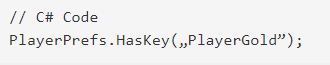 // C# Code
PlayerPrefs.HasKey(„PlayerGold”);